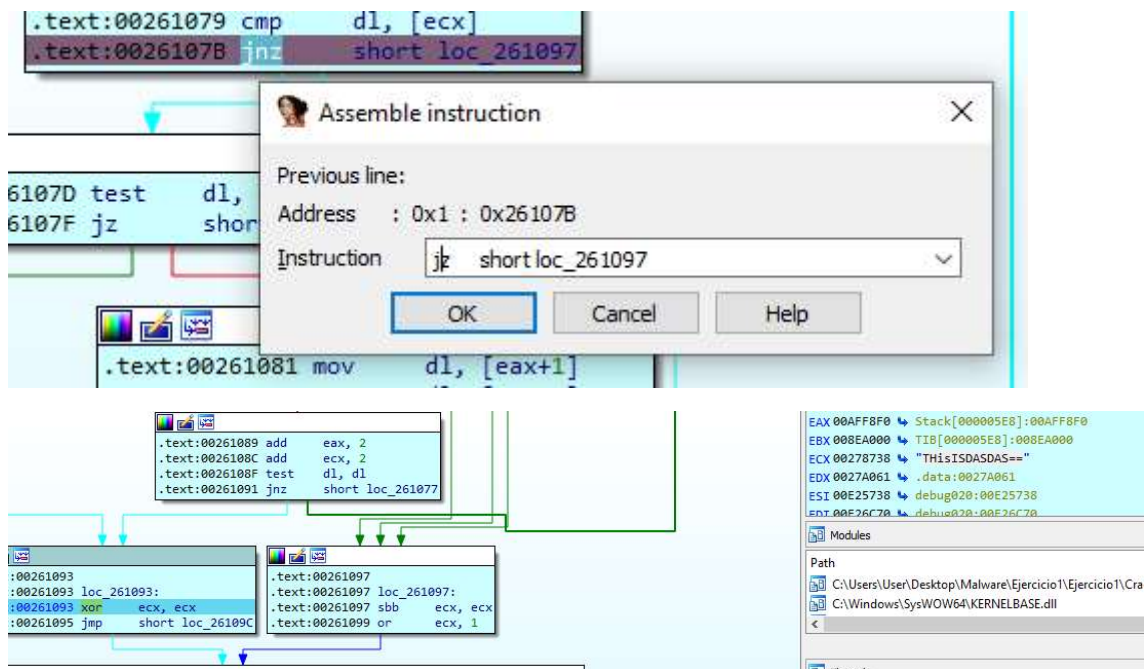 .text:00261079 cmp dl, [ecx]
.text:0026107B jnz short loc_261097
Assemble instruction
Previous line:
Address : 0x1 : 0x26107B
Instruction jz short loc_261097
OK Cancel Help
6107D test dl,
6107F jz shor
.text:00261081 mov dl, [eax+1]
.text:00261089 add eax, 2
.text:0026108C add ecx, 2
.text:0026108F test dl, dl
.text:00261091 jnz short loc_261077
:00261093
:00261093 loc_261093:
:00261093 xor ecx, ecx
:00261095 jmp short loc_26109C
.text:00261097
.text:00261097 loc_261097:
.text:00261097 sbb ecx, ecx
.text:00261099 or ecx, 1
EAX 00AFF8F0 Stack[000005E8]:00AFF8F0
EBX 008EA000 TIB[000005E8]:008EA000
ECX 00278738 "THisISDASDAS=="
EDX 0027A061 .data:0027A061
ESI 00E25738 debug020:00E25738
EDI 00E26C70 debug020:00E26C70
Modules
Path
C:\Users\User\Desktop\Malware\Ejercicio1\Ejercicio1\Cra
C:\Windows\SysWOW64\KERNELBASE.dll